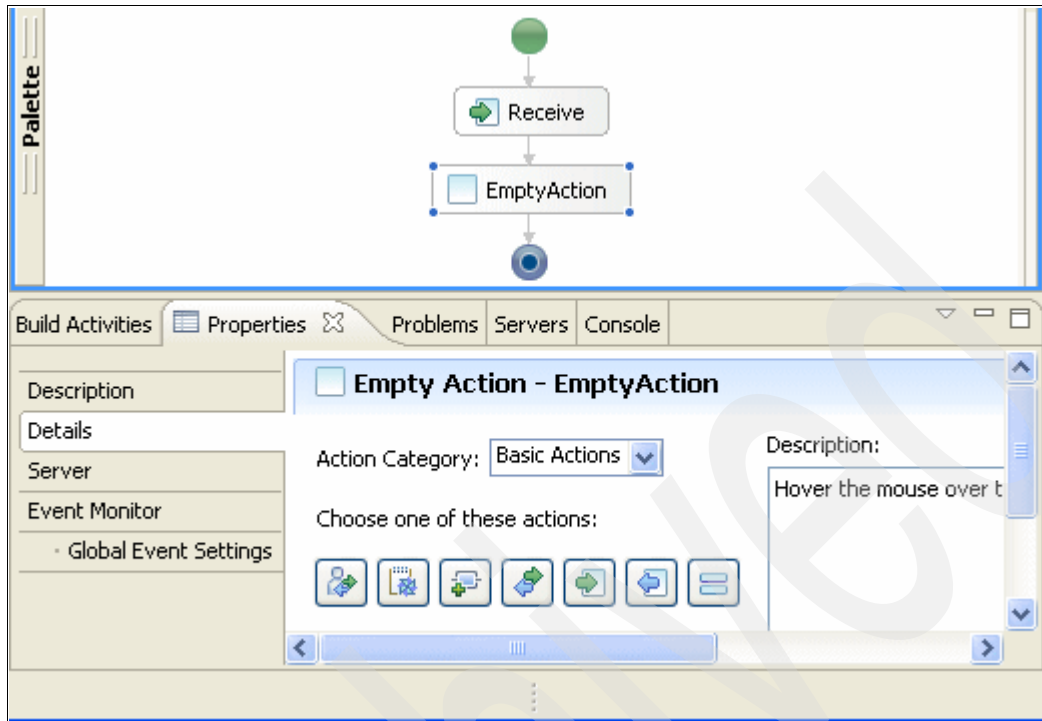 Palette
Receive
EmptyAction
Build Activities Properties Problems Servers Console
Description
Details
Server
Event Monitor
Global Event Settings
Empty Action - EmptyAction
Action Category: Basic Actions
Choose one of these actions:
Description:
Hover the mouse over t